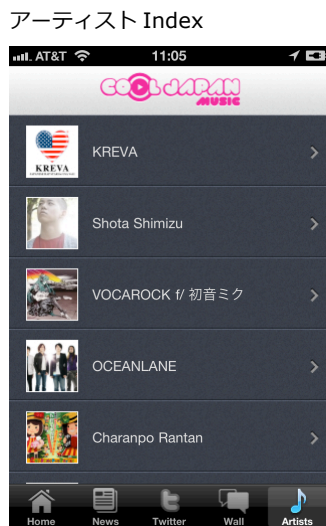 アーティスト Index
AT&T 11:05
COOL JAPAN
MUSIC
KREVA
KREVA
Shota Shimizu
VOCAROCK f/ 初音ミク
OCEANLANE
Charanpo Rantan
Home News Twitter Wall Artists